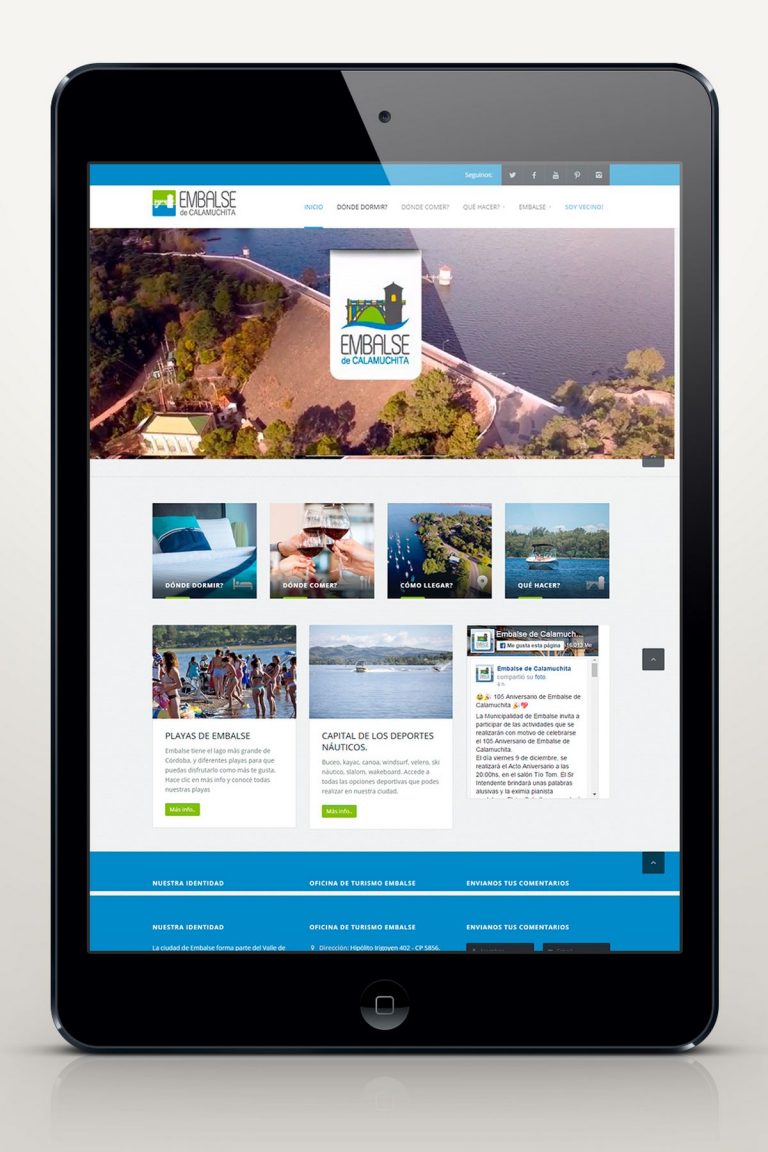 Seguinos:
EMBALSE
de CALAMUCHITA
INICIO
DÓNDE DORMIR?
DÓNDE COMER?
QUÉ HACER?
EMBALSE
SOY VECINO!
EMBALSE
de CALAMUCHITA
DÓNDE DORMIR?
DÓNDE COMER?
CÓMO LLEGAR?
QUÉ HACER?
PLAYAS DE EMBALSE
Embalse tiene el lago más grande de
Córdoba, y diferentes playas para que
puedas disfrutarlo como más te gusta.
Hace clic en más info y conocé todas
nuestras playas
Más info..
CAPITAL DE LOS DEPORTES
NÁUTICOS.
Buceo, kayac, canoa, windsurf, velero, ski
náutico, slalom, wakeboard. Accede a
todas las opciones deportivas que podes
realizar en nuestra ciudad.
Más info..
Embalse de Calamuch...
Me gusta esta página
16.013 Me
Embalse de Calamuchita
compartió su foto.
105 Aniversario de Embalse de
Calamuchita
La Municipalidad de Embalse invita a
participar de las actividades que se
realizarán con motivo de celebrarse
el 105 Aniversario de Embalse de
Calamuchita.
El día viernes 9 de diciembre, se
realizará el Acto Aniversario a las
20:00hs, en el salón Tío Tom. El Sr
Intendente brindará unas palabras
alusivas y la eximia pianista
NUESTRA IDENTIDAD
OFICINA DE TURISMO EMBALSE
ENVIANOS TUS COMENTARIOS
NUESTRA IDENTIDAD
OFICINA DE TURISMO EMBALSE
ENVIANOS TUS COMENTARIOS
La ciudad de Embalse forma parte del Valle de
Dirección: Hipólito Irigoyen 402 - CP 5856.